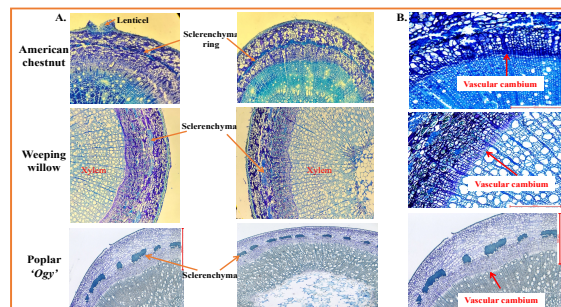 A.
Lenticel
B.
American
chestnut
Sclerenchyma
ring
Vascular cambium
Weeping
willow
Sclerenchyma
Xylem
Xylem
Vascular cambium
Poplar
'Ogy'
Sclerenchyma
Vascular cambium